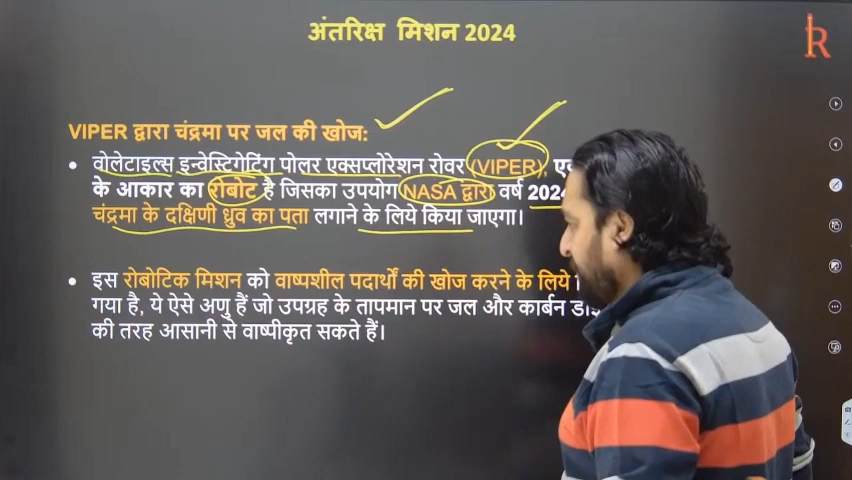 अंतरिक्ष मिशन 2024
VIPER द्वारा चंद्रमा पर जल की खोज:
• वोलेटाइल्स इन्वेस्टिगेटिंग पोलर एक्सप्लोरेशन रोवर (VIPER),
के आकार का रोबोट है जिसका उपयोग NASA द्वारा वर्ष 2024
चंद्रमा के दक्षिणी ध्रुव का पता लगाने के लिये किया जाएगा।
• इस रोबोटिक मिशन को वाष्पशील पदार्थों की खोज करने के लिये
गया है, ये ऐसे अणु हैं जो उपग्रह के तापमान पर जल और कार्बन
की तरह आसानी से वाष्पीकृत सकते हैं।